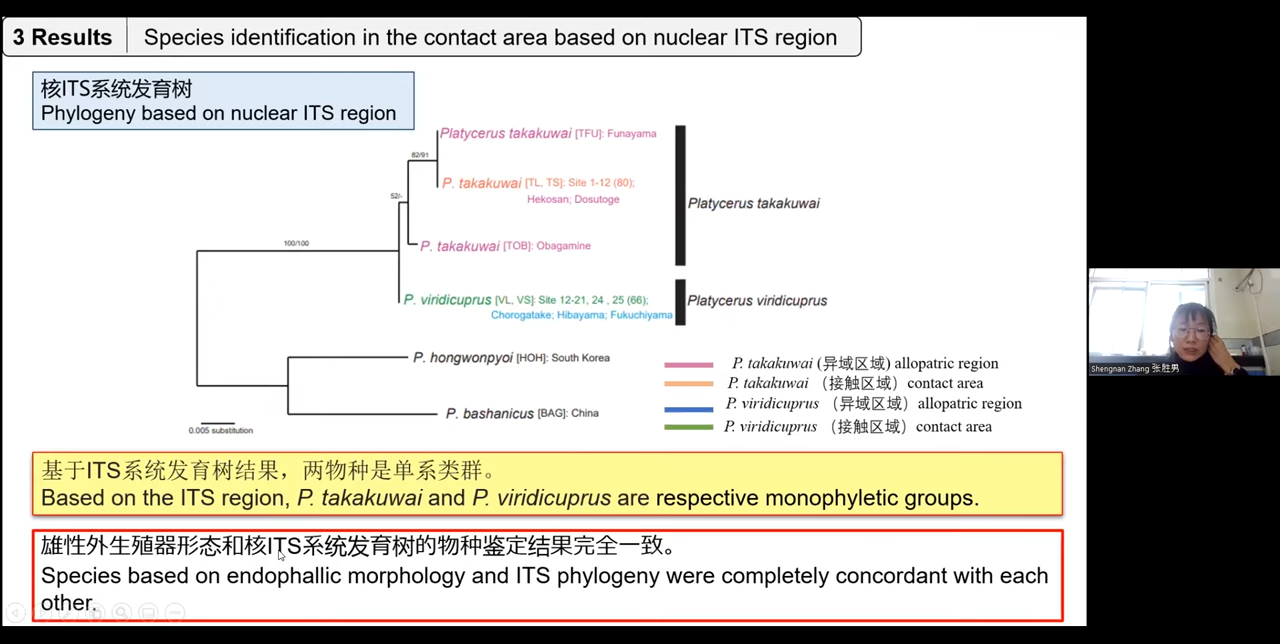 3 Results
Species identification in the contact area based on nuclear ITS region
核ITS系统发育树
Phylogeny based on nuclear ITS region
82/91
Platycerus takakuwai [TFU]: Funayama
P. takakuwai [TL, TS]: Site 1-12 (80);
Hekosan; Dosutoge
52/-
Platycerus takakuwai
100/100
P. takakuwai [TOB]: Obagamine
P. viridicuprus [VL, VS]: Site 12-21, 24 , 25 (66);
Chorogatake; Hibayama; Fukuchiyama
Platycerus viridicuprus
P. hongwonpyoi [HOH]: South Korea
P. bashanicus [BAG]: China
0.005 substitution
P. takakuwai (异域区域) allopatric region
P. takakuwai （接触区域）contact area
P. viridicuprus （异域区域）allopatric region
P. viridicuprus （接触区域）contact area
Shengnan Zhang 张胜男
基于ITS系统发育树结果，两物种是单系类群。
Based on the ITS region, P. takakuwai and P. viridicuprus are respective monophyletic groups.
雄性外生殖器形态和核ITS系统发育树的物种鉴定结果完全一致。
Species based on endophallic morphology and ITS phylogeny were completely concordant with each
other.